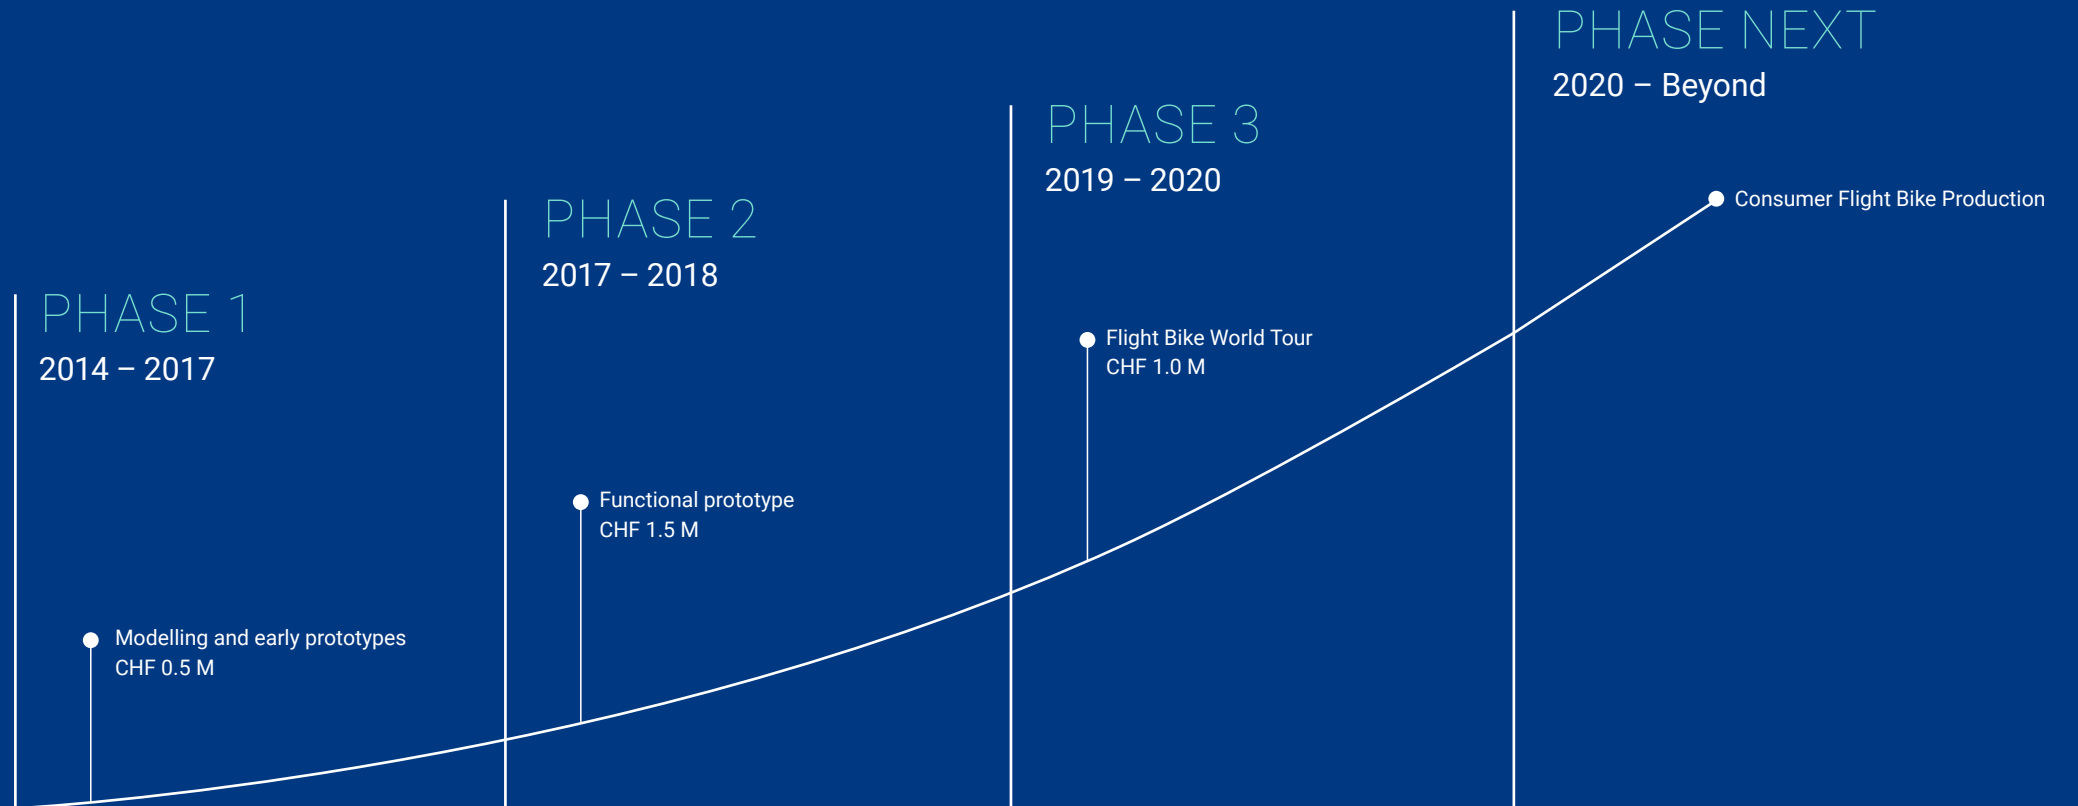 PHASE 1
2014 – 2017
Modelling and early prototypes
CHF 0.5 M
PHASE 2
2017 – 2018
Functional prototype
CHF 1.5 M
PHASE 3
2019 – 2020
Flight Bike World Tour
CHF 1.0 M
PHASE NEXT
2020 – Beyond
Consumer Flight Bike Production